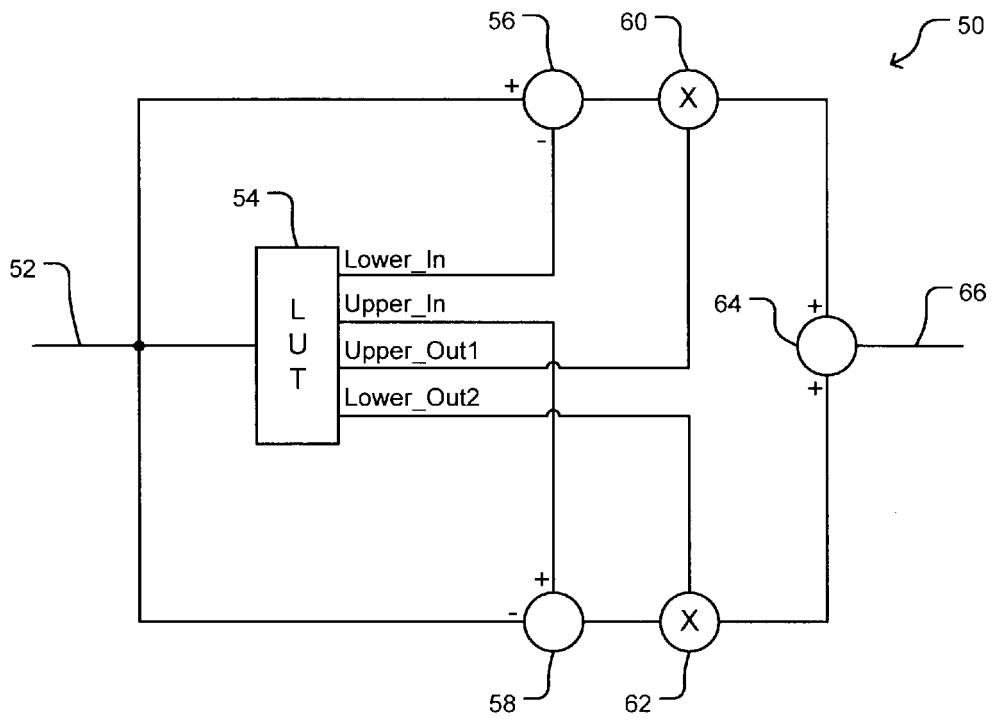 56
60
50
+
X
-
54
Lower_In
52
L
U
T
Upper_In
Upper_Out1
Lower_Out2
64
+
66
+
+
-
X
58
62